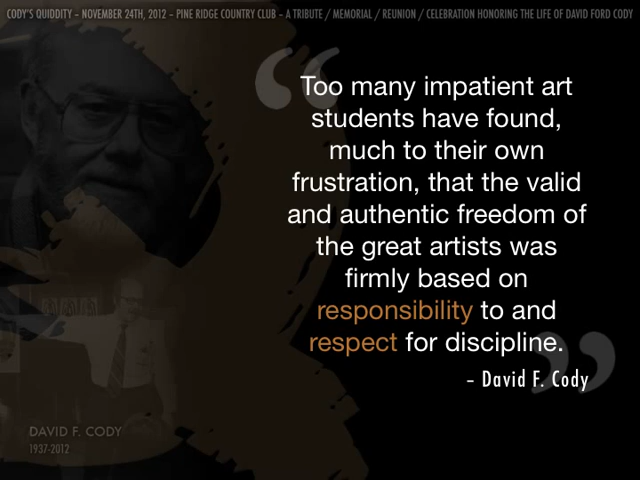 CODY'S QUIDDITY – NOVEMBER 24TH, 2012 – PINE RIDGE COUNTRY CLUB – A TRIBUTE / MEMORIAL / REUNION / CELEBRATION HONORING THE LIFE OF DAVID FORD CODY
“
Too many impatient art
students have found,
much to their own
frustration, that the valid
and authentic freedom of
the great artists was
firmly based on
responsibility to and
respect for discipline.
”
– David F. Cody
DAVID F. CODY
1937-2012